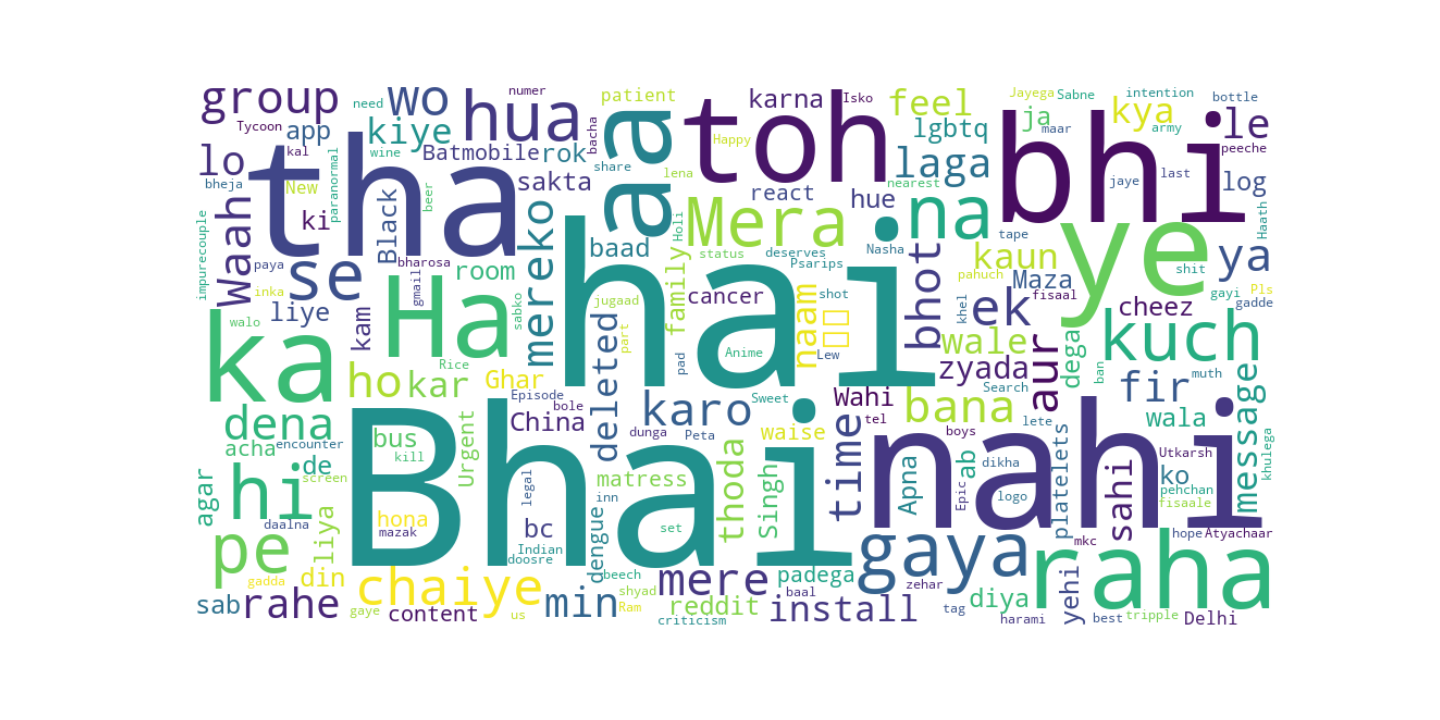 group
wo
hua
numer
patient
karna
Isko
feel
Jayega
Sabne
intention
bottle
Tycoon
app
kiye
need
bacha
aa
toh
Happy
lgbtq
ja
maar
kya
army
le
peeche
lo
kal
wine
Batmobile
rok
share
bhi
bheja
New
paranormal
tha
beer
sakta
lena
react
hue
laga
nearest
jaye
last
log
Waah
ki
Black
mereko
baad
Holi
Mera
na
tape
Haath
impurecouple
paya
se
bharosa
room
status
deserves
Psarips
Nasha
bhot
kaun
Maza
ye
shit
ya
inka
liye
kam
gmail
Ha
sabko
jugaad
family
cancer
hai
naam
shot
pahuch
khel
ek
fisaal
cheez
gayi
Pls
gadde
ka
walo
Rice
deleted
part
pad
Anime
Lew
wale
zyada
aur
dega
ban
kuch
ho
kar
Ghar
Episode
China
bole
karo
Sweet
Wahi
bana
Search
fir
muth
message
dena
acha
encounter
bus
kill
Urgent
Bhai
dunga
Peta
waise
time
tel
boys
lete
nahi
wala
Utkarsh
khulega
agar
hi
de
screen
legal
inn
matress
thoda
Singh
set
Apna
ab
Epic
dikha
logo
platelets
sahi
ko
pehchan
fisaale
daalna
liya
hona
mazak
bc
Indian
doosre
dengue
gaya
mkc
hope
Atyachaar
pe
gadda
din
chaiye
beech
shyad
mere
baal
padega
zehar
raha
sab
rahe
gaye
content
us
min
Ram
reddit
criticism
install
tag
diya
harami
yehi
best
tripple
Delhi